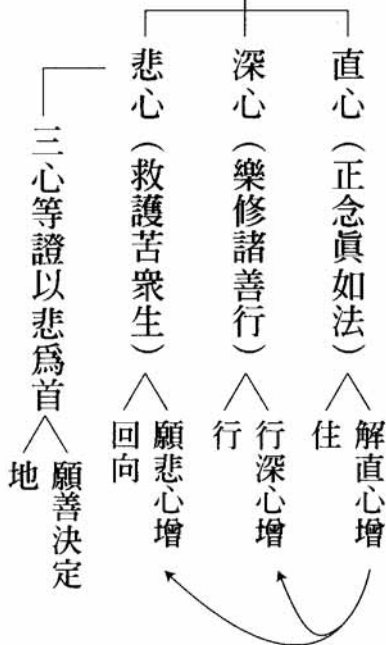 直心（正念眞如法）
解直心增
住
深心（樂修諸善行）
行深心增
行
悲心（救護苦衆生）
願悲心增
回向
三心等證以悲爲首
願善決定
地